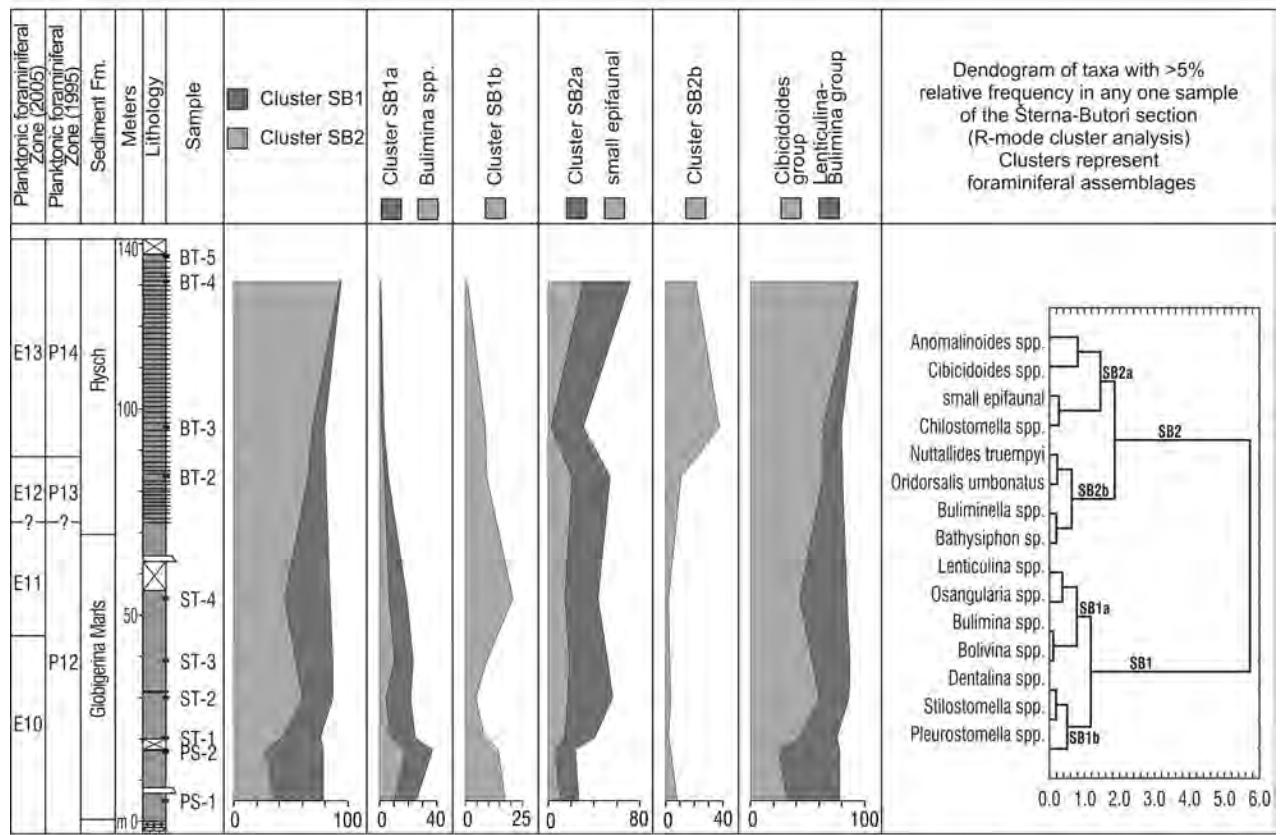 Planktonic foraminiferal
Zone (2005)
Planktonic foraminiferal
Zone (1995)
Sediment Fm.
Meters
Lithology
Sample
Cluster SB1
Cluster SB2
Cluster SB1a
Bulimina spp.
Cluster SB1b
Cluster SB2a
small epifaunal
Cluster SB2b
Cibicidoides
group
Lenticulina-
Bulimina group
Dendogram of taxa with >5%
relative frequency in any one sample
of the Šterna-Butori section
(R-mode cluster analysis)
Clusters represent
foraminiferal assemblages
E13
E12
-?-
E11
E10
P14
P13
-?-
P12
Flysch
Globigerina Marls
140
100
50
m 0
BT-5
BT-4
BT-3
BT-2
ST-4
ST-3
ST-2
ST-1
PS-2
PS-1
0 100
0 40
0 25
0 80
0 40
0 100
Anomalinoides spp.
Cibicidoides spp.
small epifaunal
Chilostomella spp.
Nuttallides truempyi
Oridorsalis umbonatus
Buliminella spp.
Bathysiphon sp.
Lenticulina spp.
Osangularia spp.
Bulimina spp.
Bolivina spp.
Dentalina spp.
Stilostomella spp.
Pleurostomella spp.
SB2a
SB2
SB2b
SB1a
SB1
SB1b
0.0 1.0 2.0 3.0 4.0 5.0 6.0